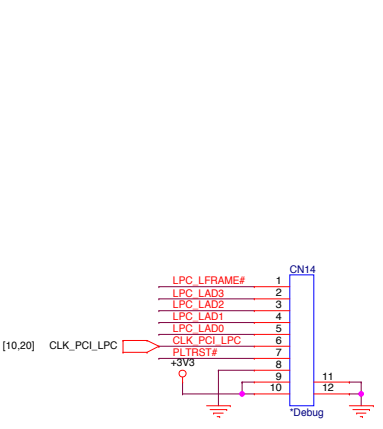 CN14
LPC_LFRAME# 1
LPC_LAD3 2
LPC_LAD2 3
LPC_LAD1 4
LPC_LAD0 5
[10,20] CLK_PCI_LPC CLK_PCI_LPC 6
PLTRST# 7
+3V3 8
9 11
10 12
*Debug